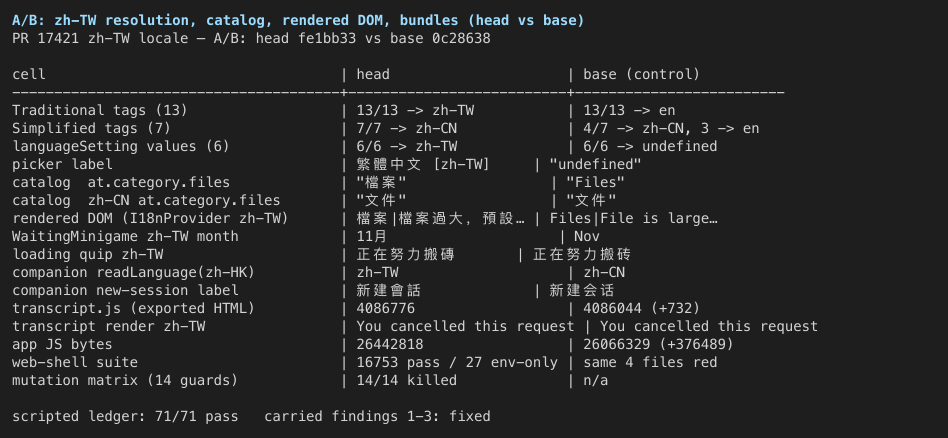 A/B: zh-TW resolution, catalog, rendered DOM, bundles (head vs base)
PR 17421 zh-TW locale — A/B: head fe1bb33 vs base 0c28638
cell | head | base (control)
---------------------------------------+--------------------------+-------------------------
Traditional tags (13) | 13/13 -> zh-TW | 13/13 -> en
Simplified tags (7) | 7/7 -> zh-CN | 4/7 -> zh-CN, 3 -> en
languageSetting values (6) | 6/6 -> zh-TW | 6/6 -> undefined
picker label | 繁體中文 [zh-TW] | "undefined"
catalog at.category.files | "檔案" | "Files"
catalog zh-CN at.category.files | "文件" | "文件"
rendered DOM (I18nProvider zh-TW) | 檔案|檔案過大，預設… | Files|File is large…
WaitingMinigame zh-TW month | 11月 | Nov
loading quip zh-TW | 正在努力搬磚 | 正在努力搬砖
companion readLanguage(zh-HK) | zh-TW | zh-CN
companion new-session label | 新建會話 | 新建会话
transcript.js (exported HTML) | 4086776 | 4086044 (+732)
transcript render zh-TW | You cancelled this request | You cancelled this request
app JS bytes | 26442818 | 26066329 (+376489)
web-shell suite | 16753 pass / 27 env-only | same 4 files red
mutation matrix (14 guards) | 14/14 killed | n/a
scripted ledger: 71/71 pass carried findings 1-3: fixed